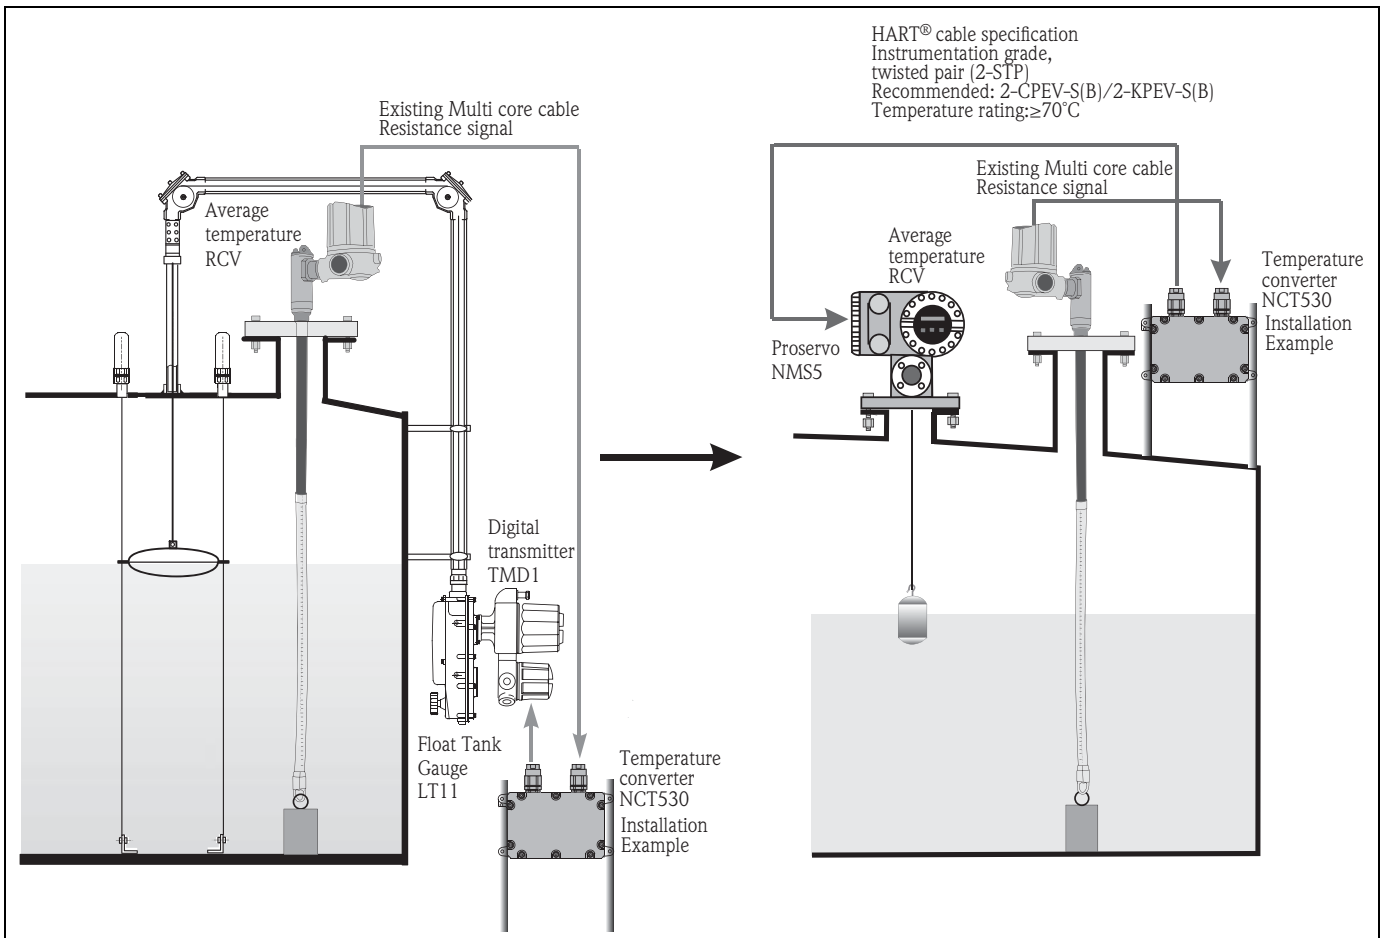 HART® cable specification
Instrumentation grade,
twisted pair (2-STP)
Recommended: 2-CPEV-S(B)/2-KPEV-S(B)
Temperature rating:≥70˚C
Existing Multi core cable
Resistance signal
Average
temperature
RCV
Digital
transmitter
TMD1
Float Tank
Gauge
LT11
Temperature
converter
NCT530
Installation
Example
Existing Multi core cable
Resistance signal
Average
temperature
RCV
Proservo
NMS5
Temperature
converter
NCT530
Installation
Example